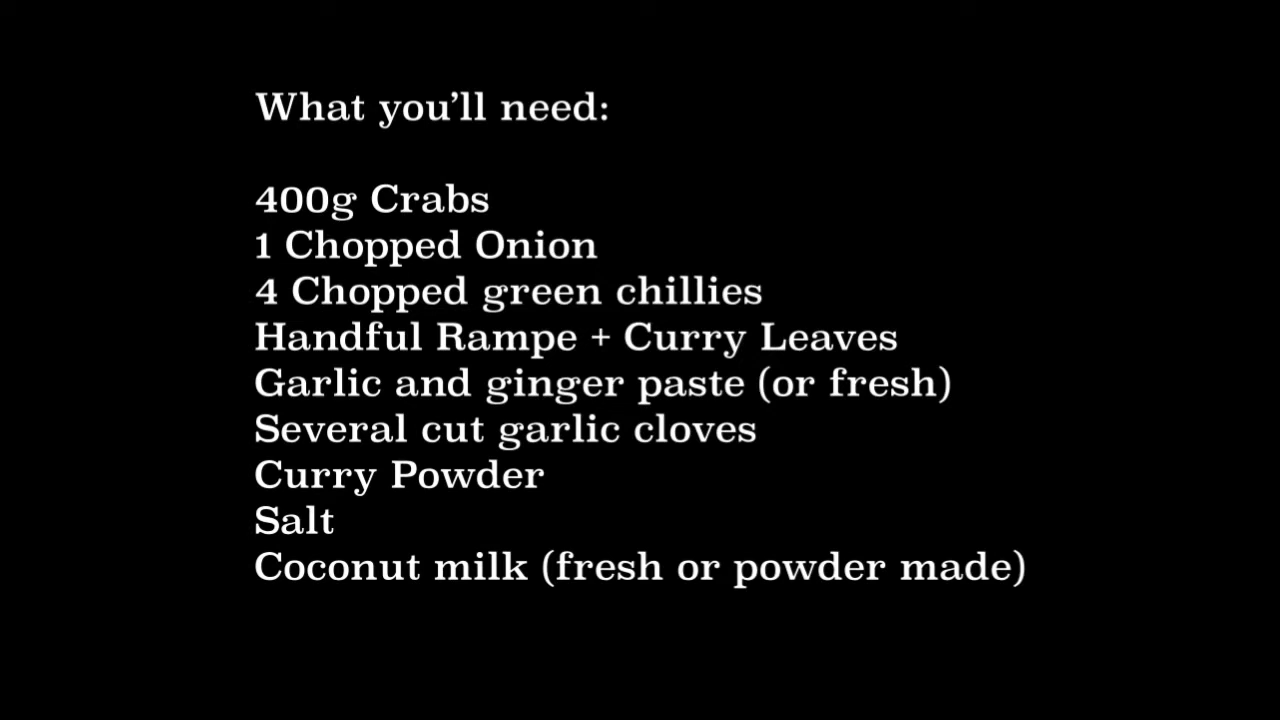 What you’ll need:
400g Crabs
1 Chopped Onion
4 Chopped green chillies
Handful Rampe + Curry Leaves
Garlic and ginger paste (or fresh)
Several cut garlic cloves
Curry Powder
Salt
Coconut milk (fresh or powder made)